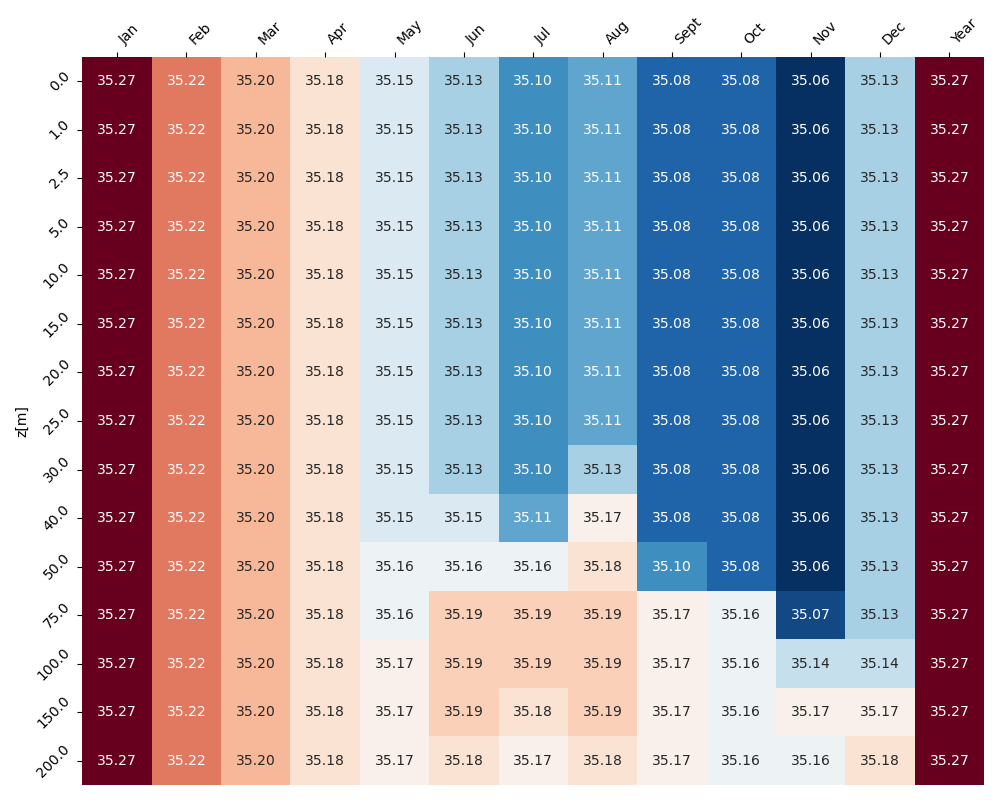 Jan Feb Mar Apr May Jun Jul Aug Sept Oct Nov Dec Year
0.0 35.27 35.22 35.20 35.18 35.15 35.13 35.10 35.11 35.08 35.08 35.06 35.13 35.27
1.0 35.27 35.22 35.20 35.18 35.15 35.13 35.10 35.11 35.08 35.08 35.06 35.13 35.27
2.5 35.27 35.22 35.20 35.18 35.15 35.13 35.10 35.11 35.08 35.08 35.06 35.13 35.27
5.0 35.27 35.22 35.20 35.18 35.15 35.13 35.10 35.11 35.08 35.08 35.06 35.13 35.27
10.0 35.27 35.22 35.20 35.18 35.15 35.13 35.10 35.11 35.08 35.08 35.06 35.13 35.27
15.0 35.27 35.22 35.20 35.18 35.15 35.13 35.10 35.11 35.08 35.08 35.06 35.13 35.27
20.0 35.27 35.22 35.20 35.18 35.15 35.13 35.10 35.11 35.08 35.08 35.06 35.13 35.27
z[m]
25.0 35.27 35.22 35.20 35.18 35.15 35.13 35.10 35.11 35.08 35.08 35.06 35.13 35.27
30.0 35.27 35.22 35.20 35.18 35.15 35.13 35.10 35.13 35.08 35.08 35.06 35.13 35.27
40.0 35.27 35.22 35.20 35.18 35.15 35.15 35.11 35.17 35.08 35.08 35.06 35.13 35.27
50.0 35.27 35.22 35.20 35.18 35.16 35.16 35.16 35.18 35.10 35.08 35.06 35.13 35.27
75.0 35.27 35.22 35.20 35.18 35.16 35.19 35.19 35.19 35.17 35.16 35.07 35.13 35.27
100.0 35.27 35.22 35.20 35.18 35.17 35.19 35.19 35.19 35.17 35.16 35.14 35.14 35.27
150.0 35.27 35.22 35.20 35.18 35.17 35.19 35.18 35.19 35.17 35.16 35.17 35.17 35.27
200.0 35.27 35.22 35.20 35.18 35.17 35.18 35.17 35.18 35.17 35.16 35.16 35.18 35.27